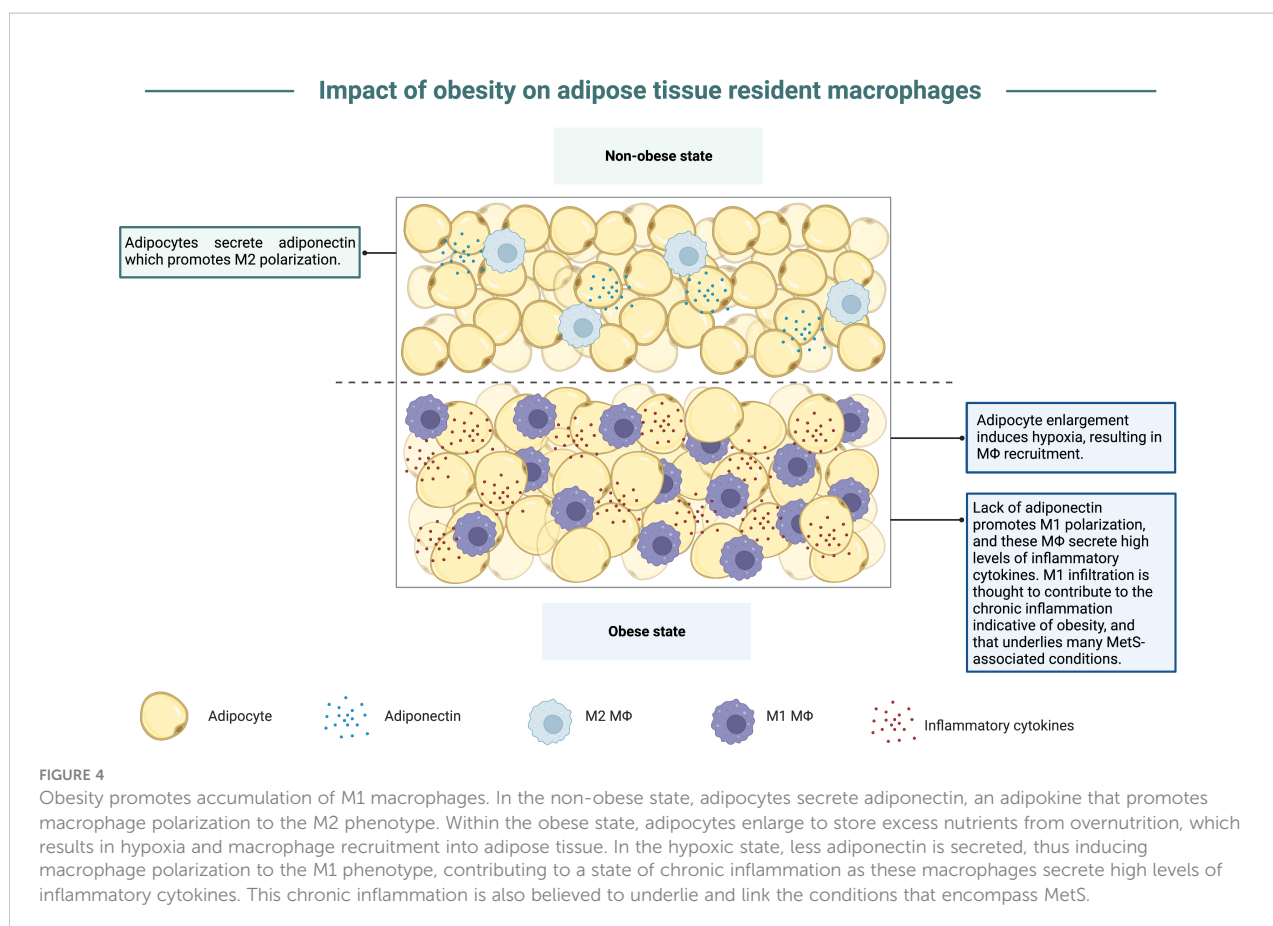 Impact of obesity on adipose tissue resident macrophages
Non-obese state
Adipocytes secrete adiponectin
which promotes M2 polarization.
Adipocyte enlargement
induces hypoxia, resulting in
MΦ recruitment.
Lack of adiponectin
promotes M1 polarization,
and these MΦ secrete high
levels of inflammatory
cytokines. M1 infiltration is
thought to contribute to the
chronic inflammation
indicative of obesity, and
that underlies many MetS-
associated conditions.
Obese state
Adipocyte
Adiponectin
M2 MΦ
M1 MΦ
Inflammatory cytokines
FIGURE 4
Obesity promotes accumulation of M1 macrophages. In the non-obese state, adipocytes secrete adiponectin, an adipokine that promotes
macrophage polarization to the M2 phenotype. Within the obese state, adipocytes enlarge to store excess nutrients from overnutrition, which
results in hypoxia and macrophage recruitment into adipose tissue. In the hypoxic state, less adiponectin is secreted, thus inducing
macrophage polarization to the M1 phenotype, contributing to a state of chronic inflammation as these macrophages secrete high levels of
inflammatory cytokines. This chronic inflammation is also believed to underlie and link the conditions that encompass MetS.